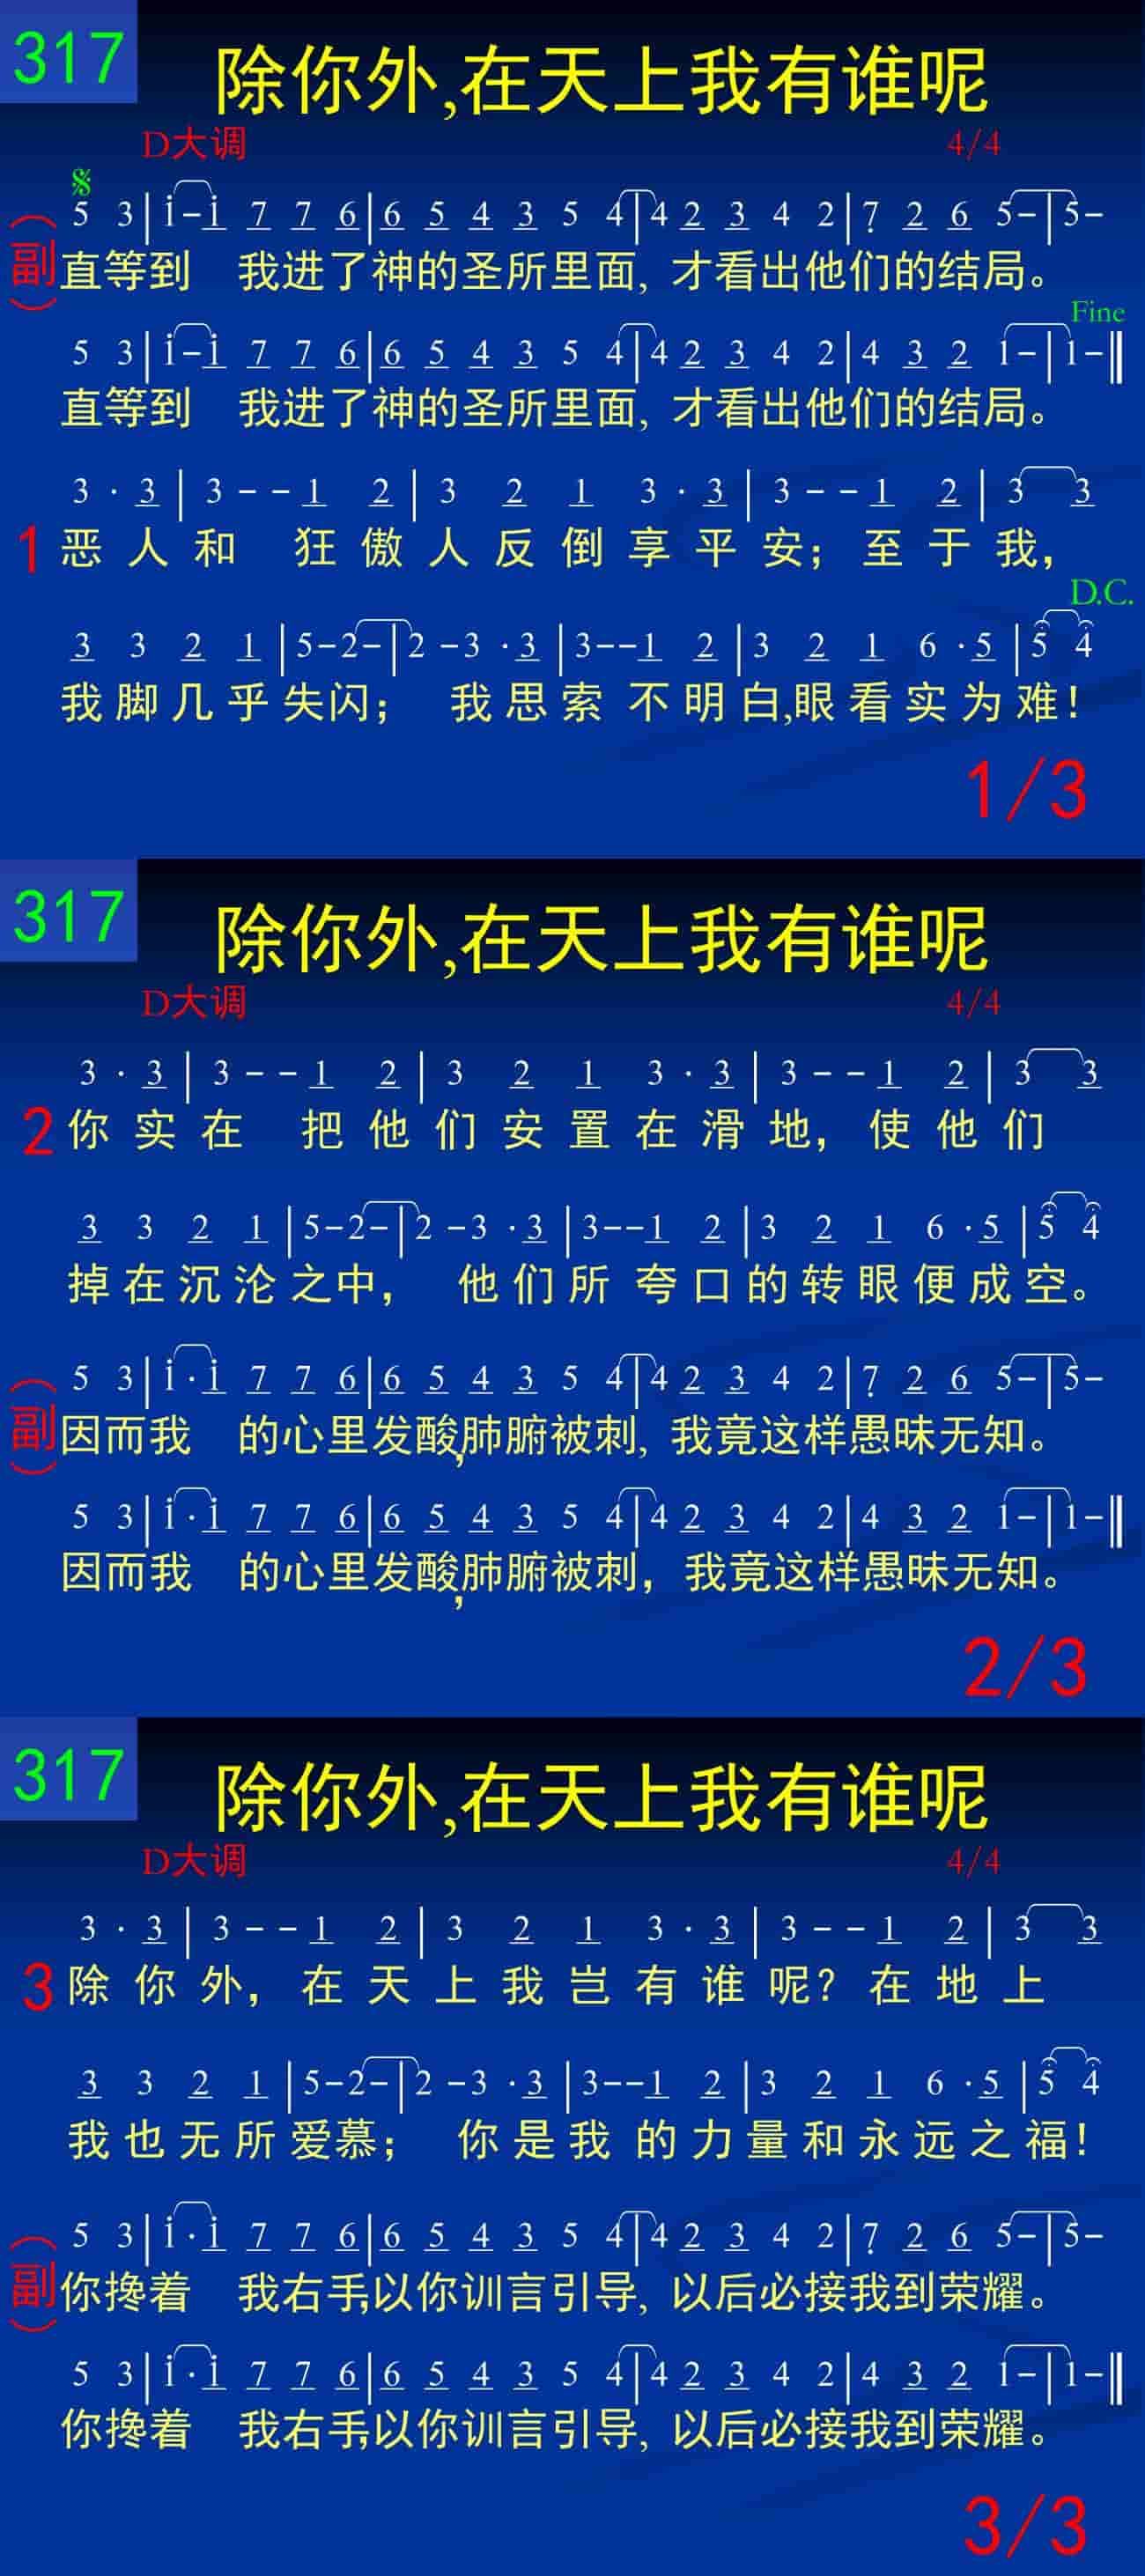 317
除你外,在天上我有谁呢
D大调 4/4
5 3|i-i 7 7 6|6 5 4 3 5 4|4 2 3 4 2|7 2 6 5-|5-
(副)直等到 我进了神的圣所里面, 才看出他们的结局。
Fine
5 3|i-i 7 7 6|6 5 4 3 5 4|4 2 3 4 2|4 3 2 1-|1-‖
直等到 我进了神的圣所里面, 才看出他们的结局。
3 · 3 | 3 - - 1 2 | 3 2 1 3 · 3 | 3 - - 1 2 | 3 3
1 恶人和 狂傲人反倒享平安; 至于我,
D.C.
3 3 2 1 |5-2-|2 -3 ·3 |3--1 2 |3 2 1 6 ·5 |5 4
我脚几乎失闪; 我思索不明白,眼看实为难!
1/3
317
除你外,在天上我有谁呢
D大调 4/4
3 · 3 | 3 - - 1 2 | 3 2 1 3 · 3 | 3 - - 1 2 | 3 3
2 你实在 把他们安置在滑地, 使他们
3 3 2 1 |5-2-|2 -3 ·3 |3--1 2 |3 2 1 6 ·5 |5 4
掉在沉沦之中, 他们所夸口的转眼便成空。
5 3|i·i 7 7 6|6 5 4 3 5 4|4 2 3 4 2|7 2 6 5-|5-
(副)因而我 的心里发酸,肺腑被刺, 我竟这样愚昧无知。
5 3|i·i 7 7 6|6 5 4 3 5 4|4 2 3 4 2|4 3 2 1-|1-‖
因而我 的心里发酸,肺腑被刺, 我竟这样愚昧无知。
2/3
317
除你外,在天上我有谁呢
D大调 4/4
3 · 3 | 3 - - 1 2 | 3 2 1 3 · 3 | 3 - - 1 2 | 3 3
3 除你外, 在天上我岂有谁呢? 在地上
3 3 2 1 |5-2-|2 -3 ·3 |3--1 2 |3 2 1 6 ·5 |5 4
我也无所爱慕; 你是我的力量和永远之福!
5 3|i·i 7 7 6|6 5 4 3 5 4|4 2 3 4 2|7 2 6 5-|5-
(副)你搀着 我右手,以你训言引导, 以后必接我到荣耀。
5 3|i·i 7 7 6|6 5 4 3 5 4|4 2 3 4 2|4 3 2 1-|1-‖
你搀着 我右手,以你训言引导, 以后必接我到荣耀。
3/3